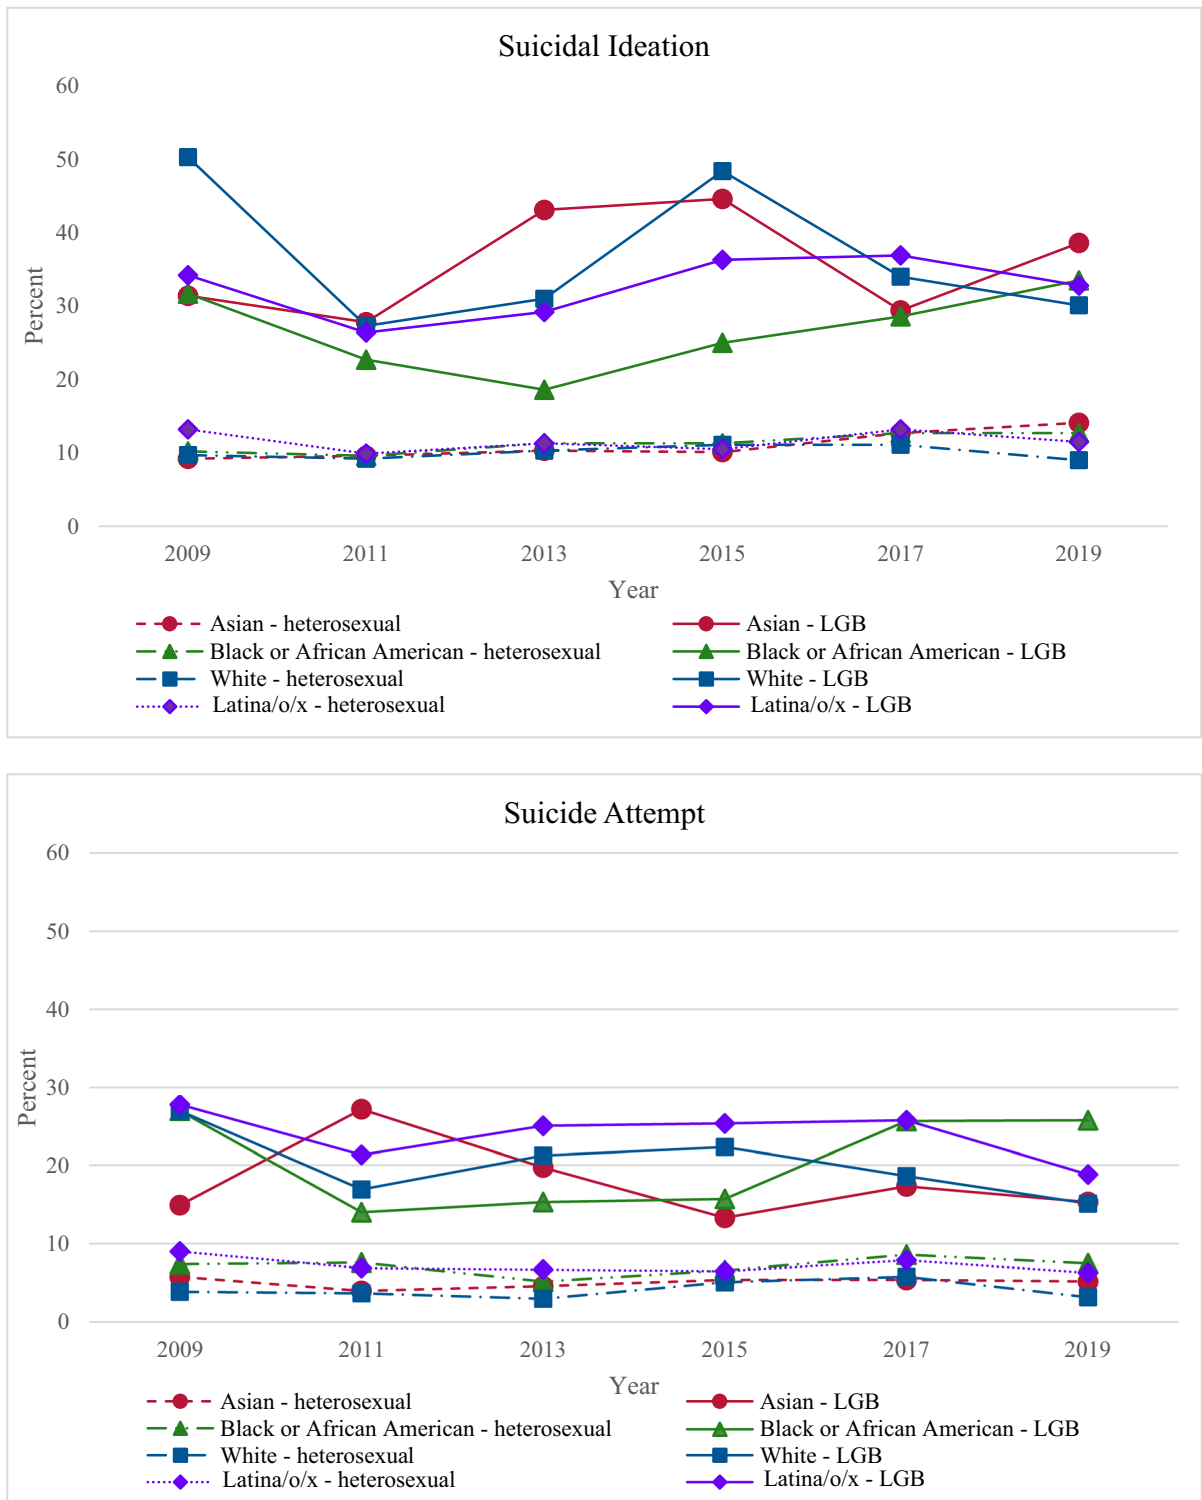 Suicidal Ideation
60
50
40
30
20
10
0
Percent
2009 2011 2013 2015 2017 2019
Year
Asian - heterosexual Asian - LGB
Black or African American - heterosexual Black or African American - LGB
White - heterosexual White - LGB
Latina/o/x - heterosexual Latina/o/x - LGB
Suicide Attempt
60
50
40
30
20
10
0
Percent
2009 2011 2013 2015 2017 2019
Year
Asian - heterosexual Asian - LGB
Black or African American - heterosexual Black or African American - LGB
White - heterosexual White - LGB
Latina/o/x - heterosexual Latina/o/x - LGB